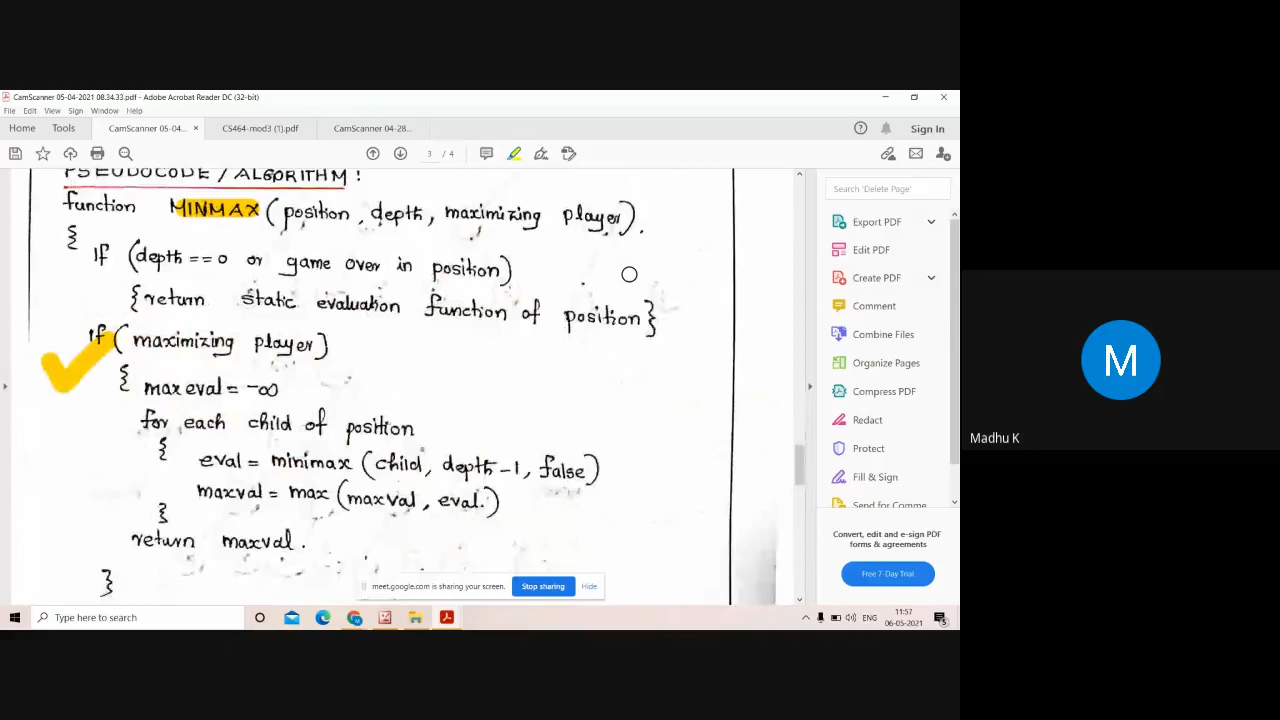 CamScanner 05-04-2021 08.34.33.pdf - Adobe Acrobat Reader DC (32-bit)
File Edit View Sign Window Help
Home Tools CamScanner 05-04... × CS464-mod3 (1).pdf CamScanner 04-28... Sign In
3 / 4
PSEUDOCODE / ALGORITHM :
function MINMAX (position, depth, maximizing player).
{
If (depth == 0 or game over in position)
{return static evaluation function of position}
If (maximizing player)
{ max eval = -∞
for each child of position
{
eval = minimax (child, depth -1, false)
maxval = max (maxval, eval.)
}
return maxval.
}
Search 'Delete Page'
Export PDF
Edit PDF
Create PDF
Comment
Combine Files
Organize Pages
Compress PDF
Redact
Protect
Fill & Sign
Send for Comme
Convert, edit and e-sign PDF
forms & agreements
Free 7-Day Trial
meet.google.com is sharing your screen. Stop sharing Hide
Type here to search
ENG
11:57
06-05-2021
5
M
Madhu K